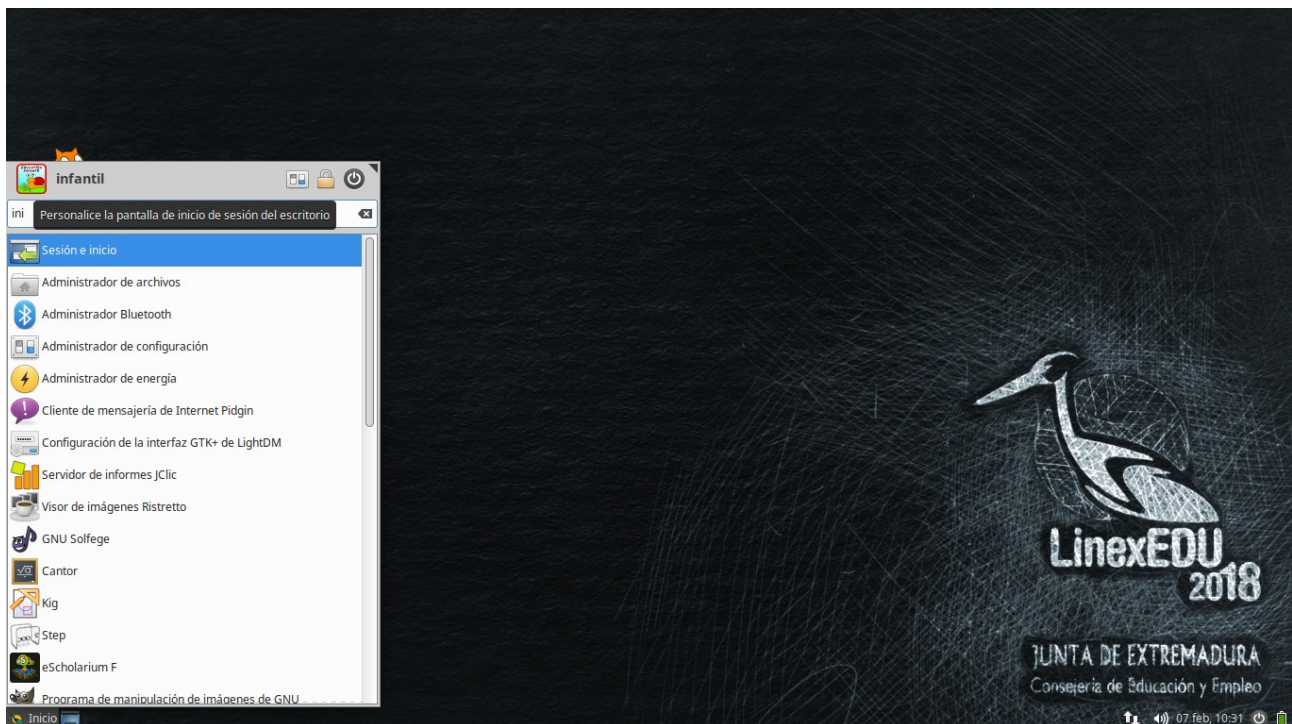 infantil
ini
Personalice la pantalla de inicio de sesión del escritorio
Sesión e inicio
Administrador de archivos
Administrador Bluetooth
Administrador de configuración
Administrador de energía
Cliente de mensajería de Internet Pidgin
Configuración de la interfaz GTK+ de LightDM
Servidor de informes JClic
Visor de imágenes Ristretto
GNU Solfege
Cantor
Kig
Step
eScholarium F
Programa de manipulación de imágenes de GNU
LinexEDU
2018
JUNTA DE EXTREMADURA
Consejería de Educación y Empleo
Inicio
07 feb, 10:31